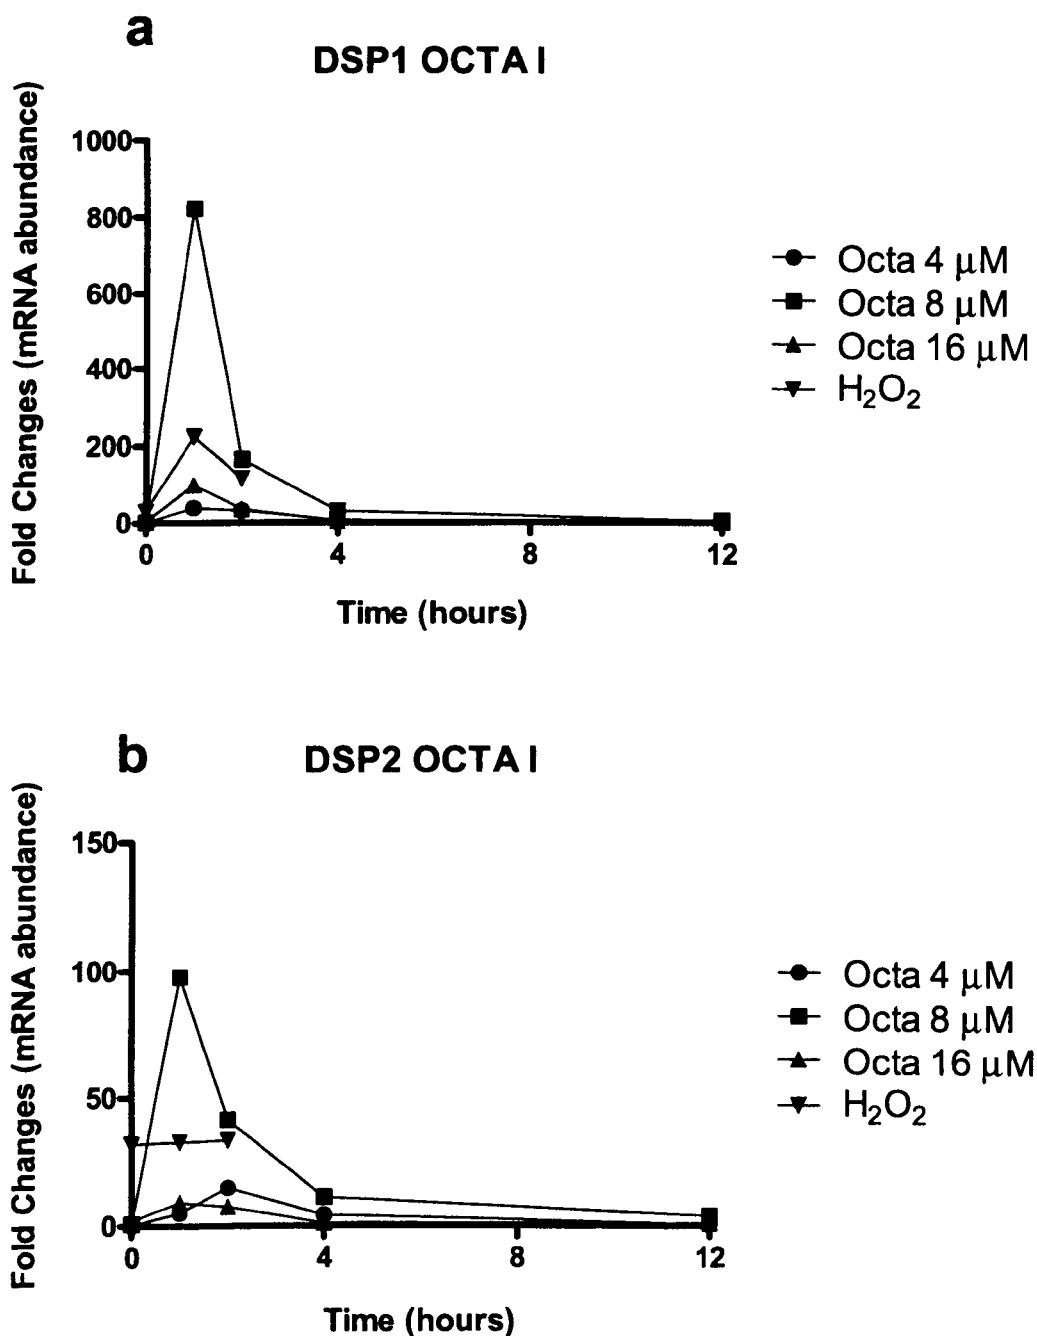 a
DSP1 OCTA I
Fold Changes (mRNA abundance)
1000
800
600
400
200
0
0 4 8 12
Time (hours)
Octa 4 μM
Octa 8 μM
Octa 16 μM
H₂O₂
b
DSP2 OCTA I
Fold Changes (mRNA abundance)
150
100
50
0
0 4 8 12
Time (hours)
Octa 4 μM
Octa 8 μM
Octa 16 μM
H₂O₂